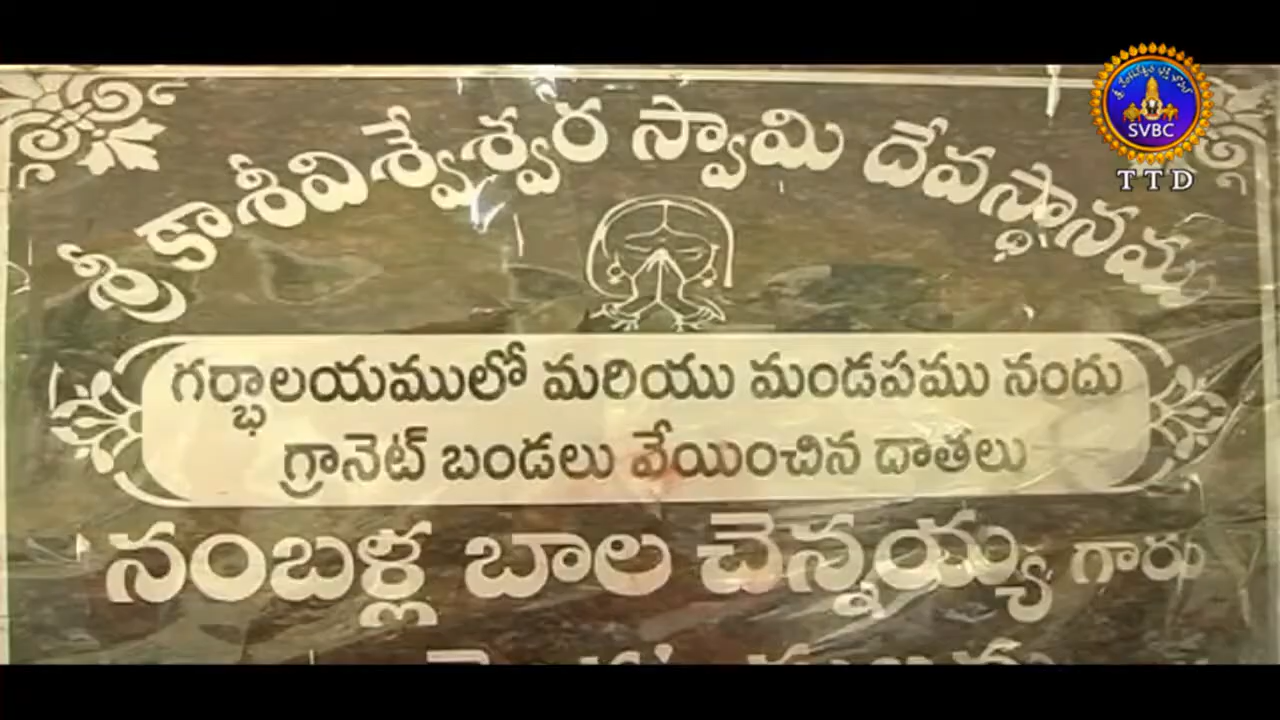 శ్రీ కాశీవిశ్వేశ్వర స్వామి దేవస్థానము
గర్భాలయములో మరియు మండపము నందు
గ్రానెట్ బండలు వేయించిన దాతలు
నంబళ్ల బాల చెన్నయ్య గారు
SVBC
TTD